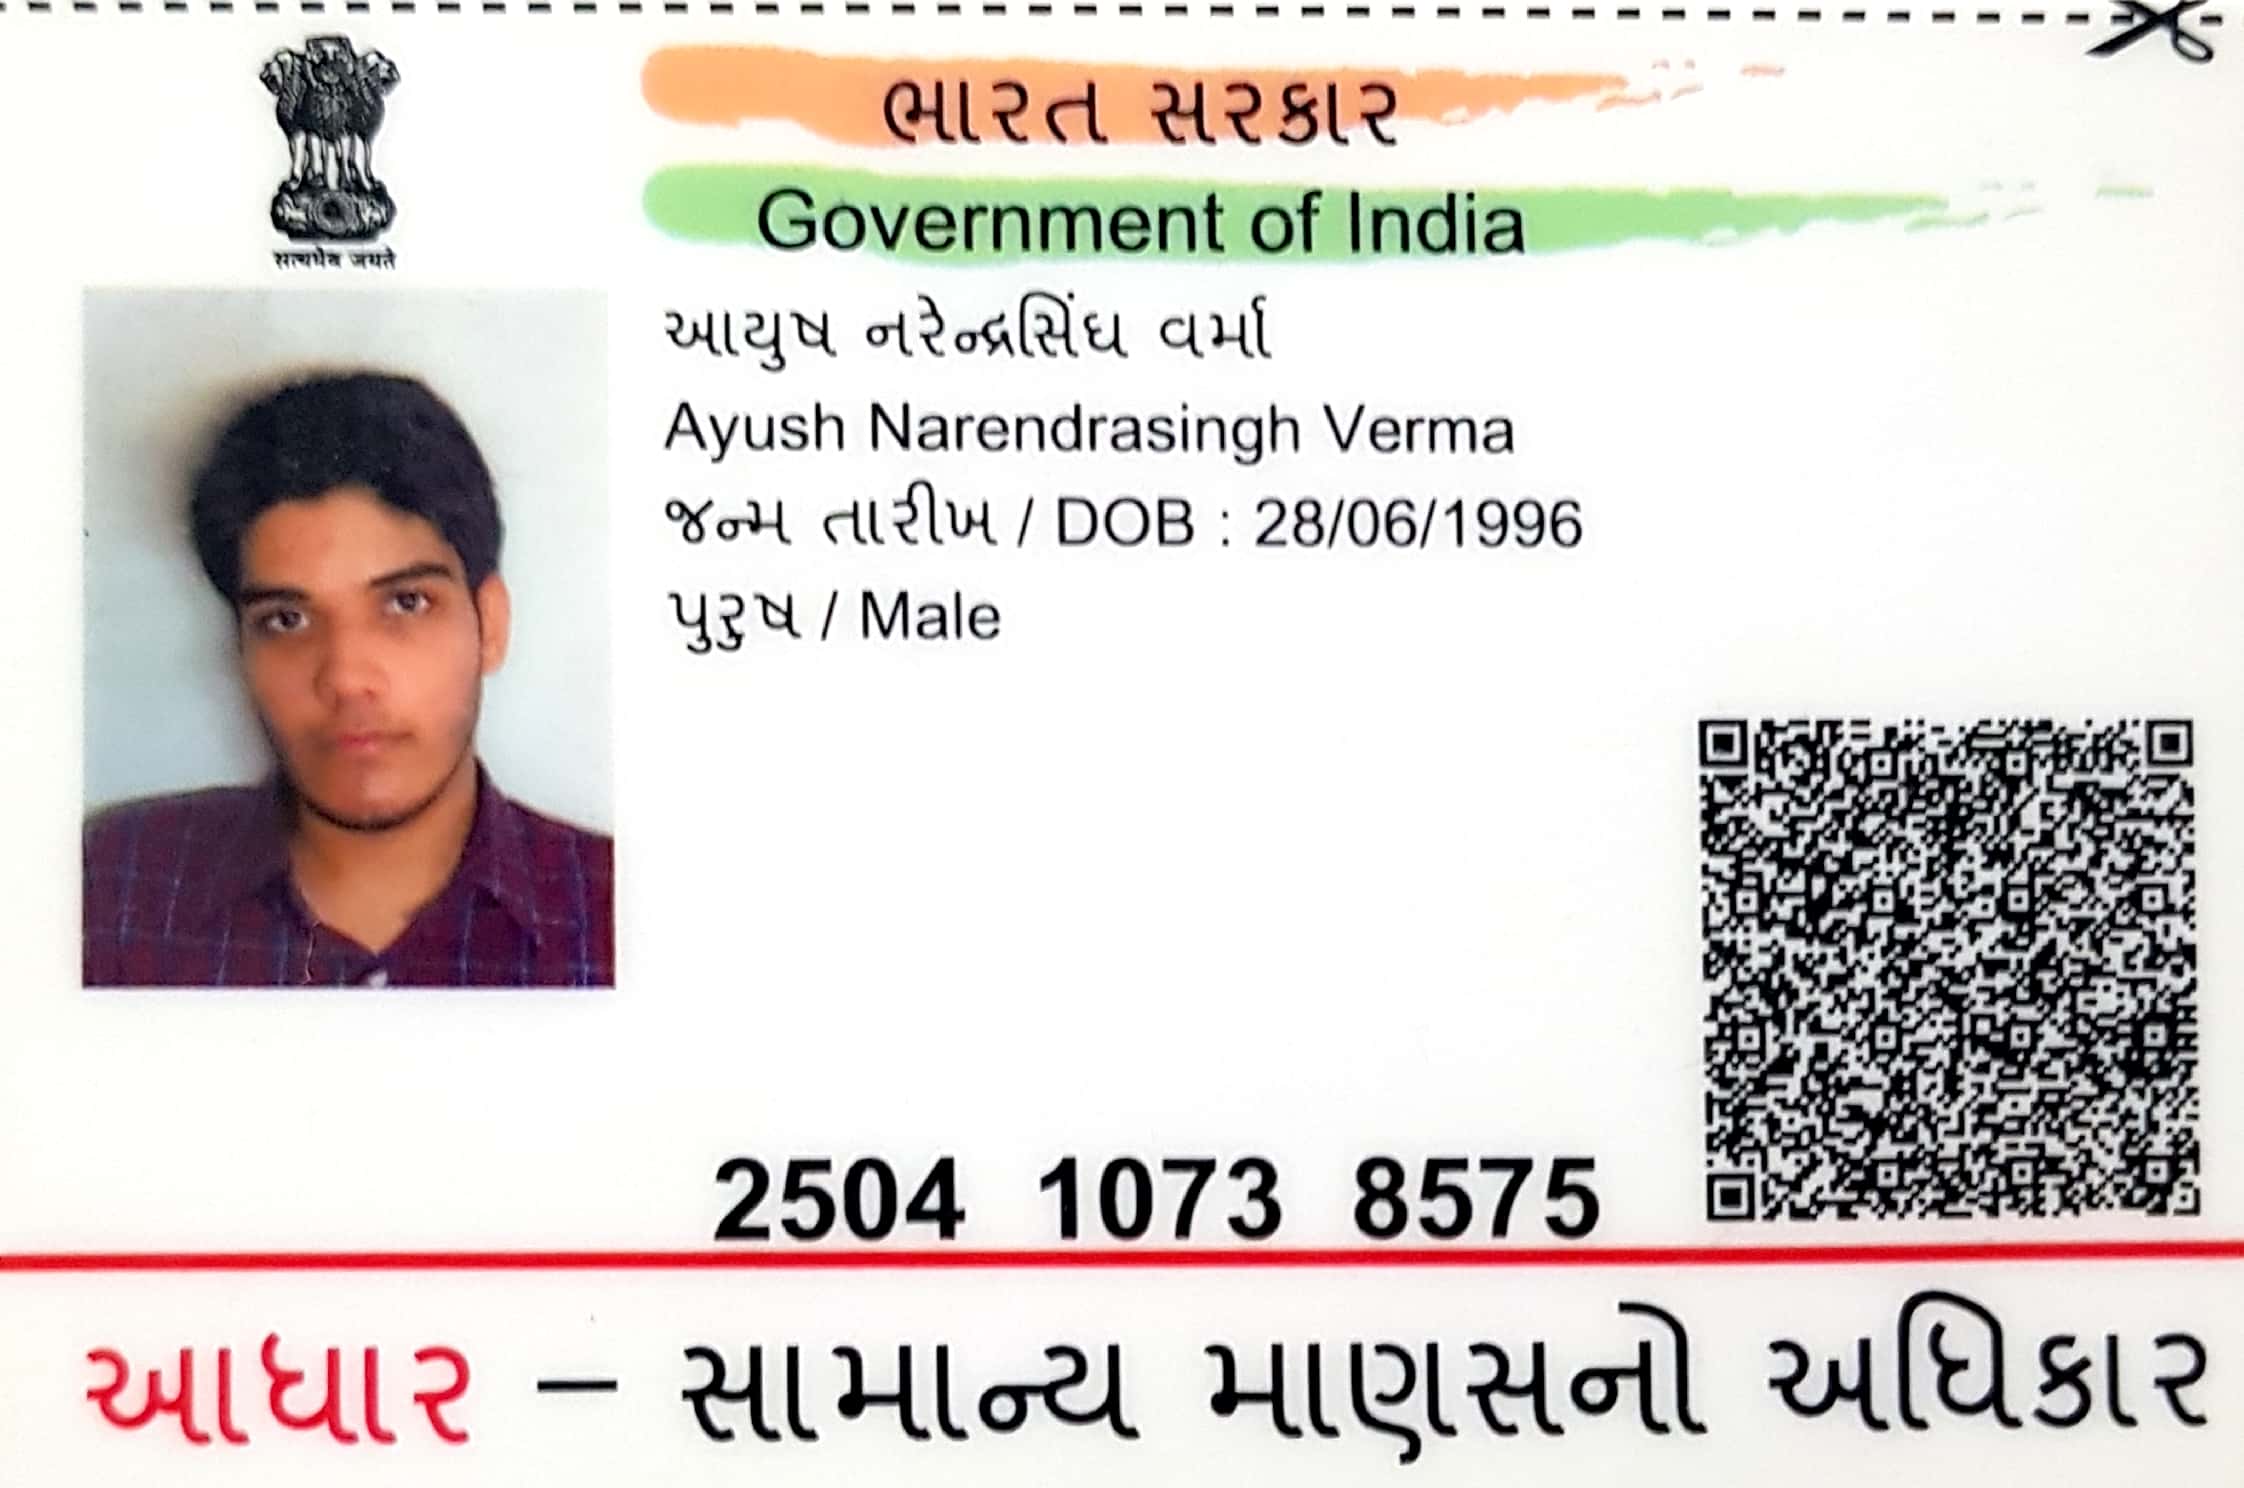 ભારત સરકાર
Government of India
सत्यमेव जयते
આયુષ નરેન્દ્રસિંઘ વર્મા
Ayush Narendrasingh Verma
જન્મ તારીખ / DOB : 28/06/1996
પુરુષ / Male
2504 1073 8575
આધાર – સામાન્ય માણસનો અધિકાર